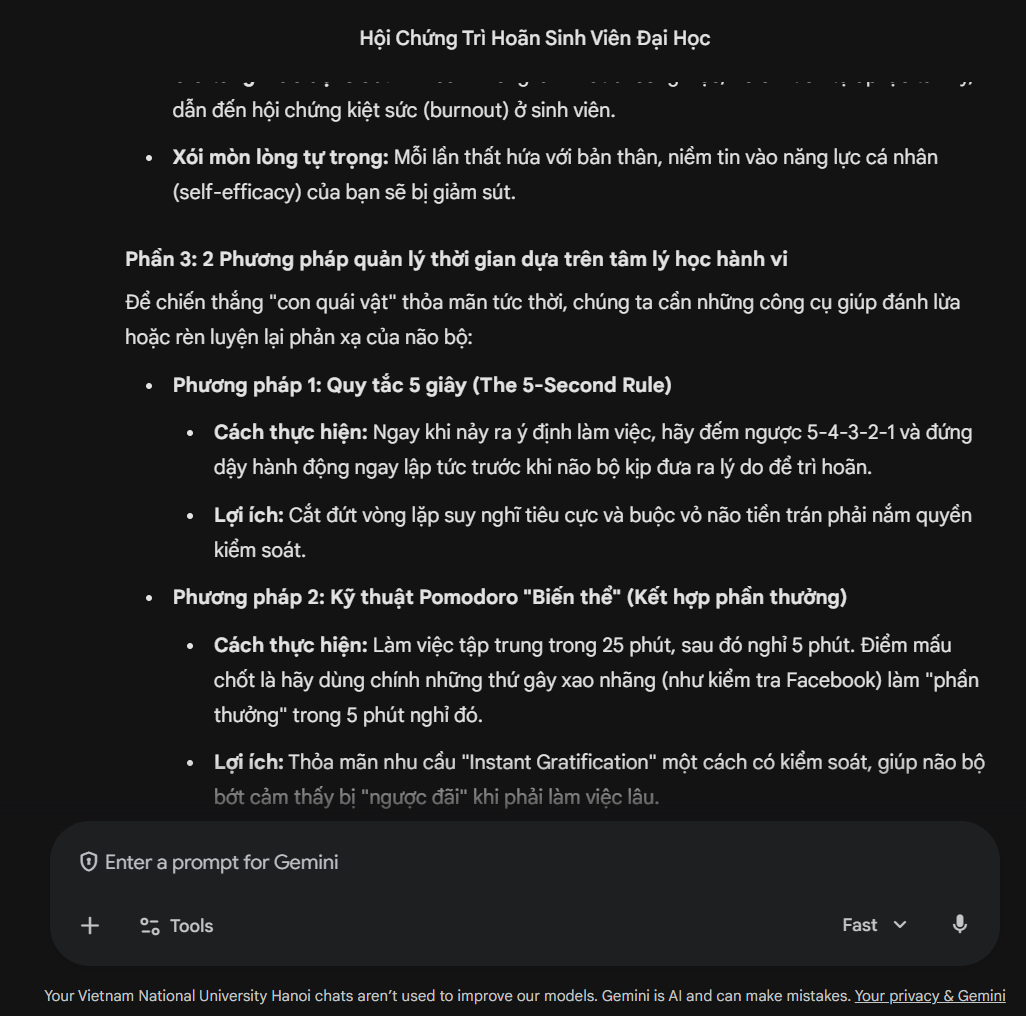 Hội Chứng Trì Hoãn Sinh Viên Đại Học
dẫn đến hội chứng kiệt sức (burnout) ở sinh viên.
• Xói mòn lòng tự trọng: Mỗi lần thất hứa với bản thân, niềm tin vào năng lực cá nhân
(self-efficacy) của bạn sẽ bị giảm sút.
Phần 3: 2 Phương pháp quản lý thời gian dựa trên tâm lý học hành vi
Để chiến thắng "con quái vật" thỏa mãn tức thời, chúng ta cần những công cụ giúp đánh lừa
hoặc rèn luyện lại phản xạ của não bộ:
• Phương pháp 1: Quy tắc 5 giây (The 5-Second Rule)
• Cách thực hiện: Ngay khi nảy ra ý định làm việc, hãy đếm ngược 5-4-3-2-1 và đứng
dậy hành động ngay lập tức trước khi não bộ kịp đưa ra lý do để trì hoãn.
• Lợi ích: Cắt đứt vòng lặp suy nghĩ tiêu cực và buộc vỏ não tiền trán phải nắm quyền
kiểm soát.
• Phương pháp 2: Kỹ thuật Pomodoro "Biến thể" (Kết hợp phần thưởng)
• Cách thực hiện: Làm việc tập trung trong 25 phút, sau đó nghỉ 5 phút. Điểm mấu
chốt là hãy dùng chính những thứ gây xao nhãng (như kiểm tra Facebook) làm "phần
thưởng" trong 5 phút nghỉ đó.
• Lợi ích: Thỏa mãn nhu cầu "Instant Gratification" một cách có kiểm soát, giúp não bộ
bớt cảm thấy bị "ngược đãi" khi phải làm việc lâu.
Enter a prompt for Gemini
Tools
Fast
Your Vietnam National University Hanoi chats aren't used to improve our models. Gemini is AI and can make mistakes. Your privacy & Gemini